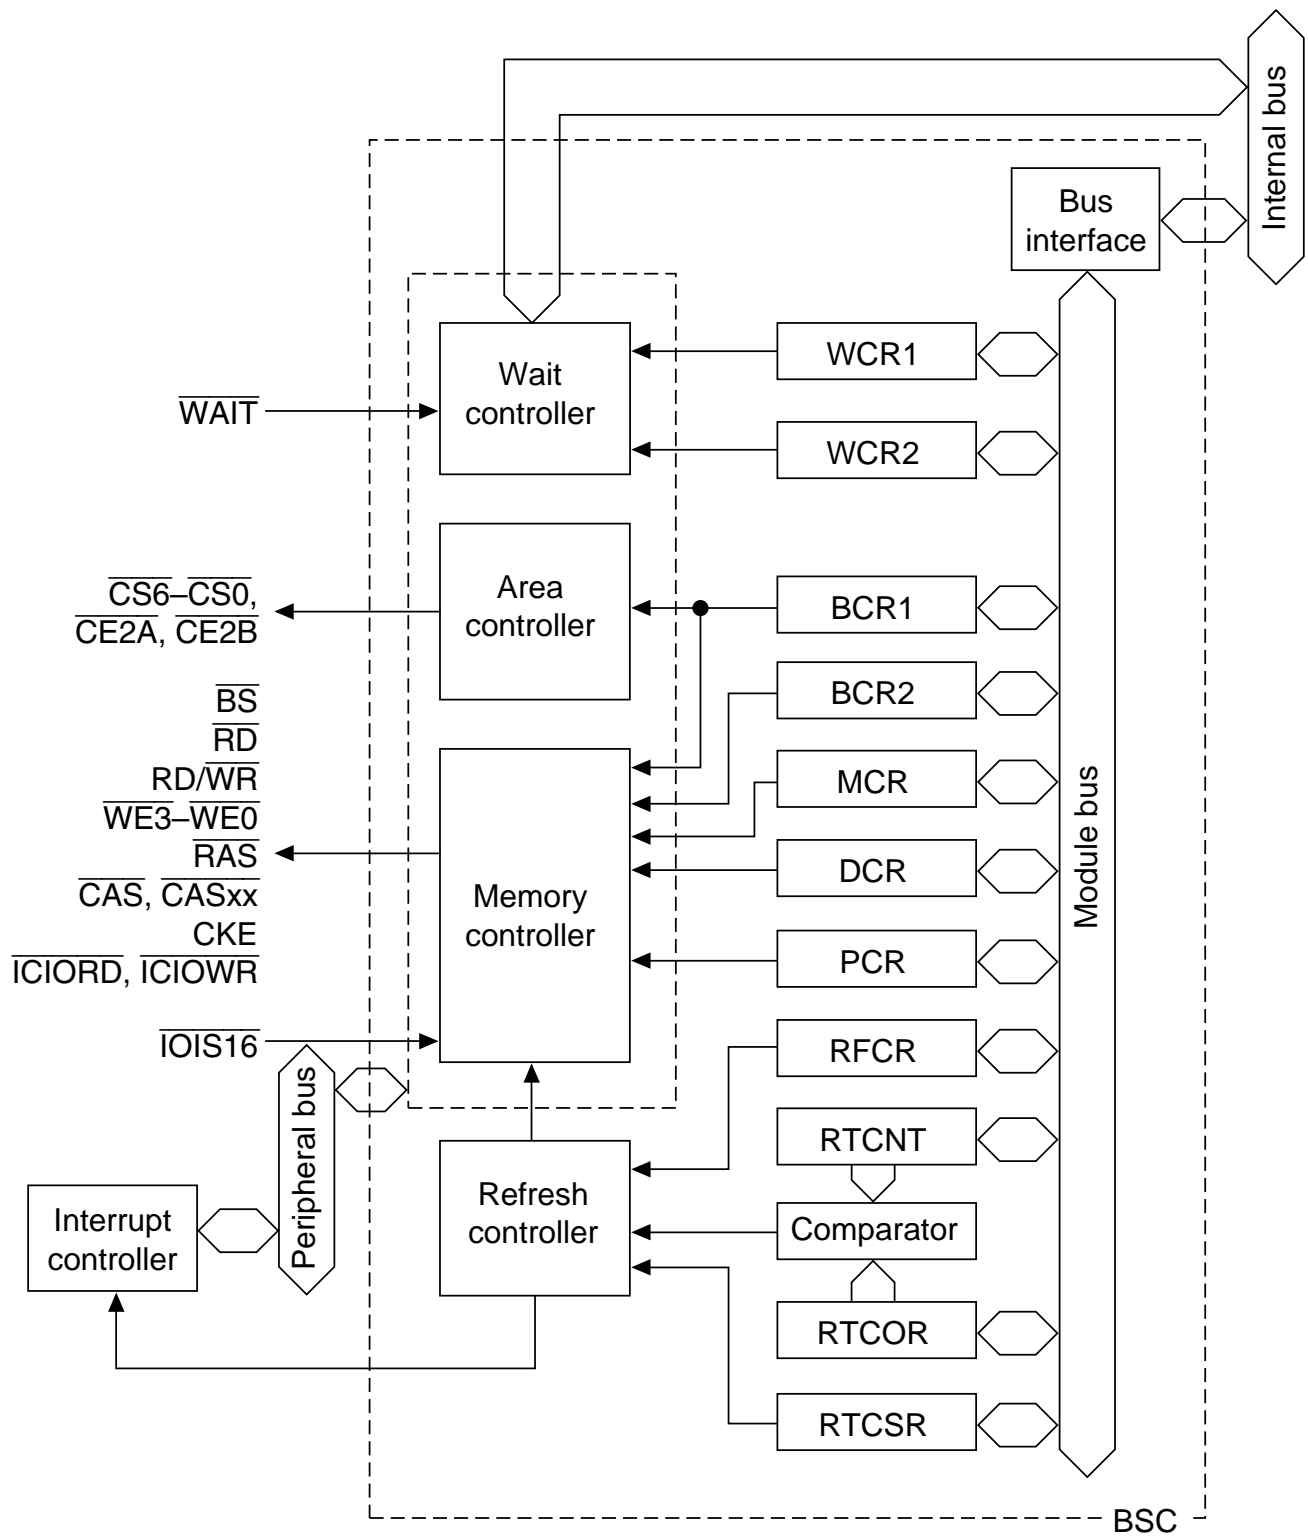 Internal bus
Bus
interface
Wait
controller
WCR1
WAIT
WCR2
Area
controller
CS6–CS0,
CE2A, CE2B
BCR1
BCR2
BS
RD
RD/WR
WE3–WE0
RAS
CAS, CASxx
CKE
ICIORD, ICIOWR
IOIS16
Memory
controller
MCR
DCR
PCR
Module bus
RFCR
RTCNT
Peripheral bus
Interrupt
controller
Refresh
controller
Comparator
RTCOR
RTCSR
BSC